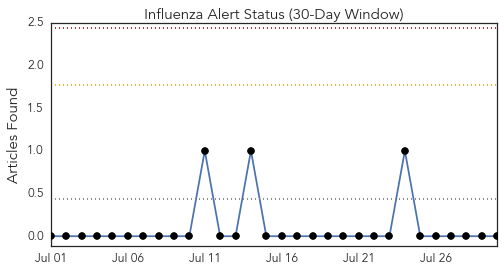 Influenza Alert Status (30-Day Window)
Articles Found
2.5
2.0
1.5
1.0
0.5
0.0
Jul 01 Jul 06 Jul 11 Jul 16 Jul 21 Jul 26